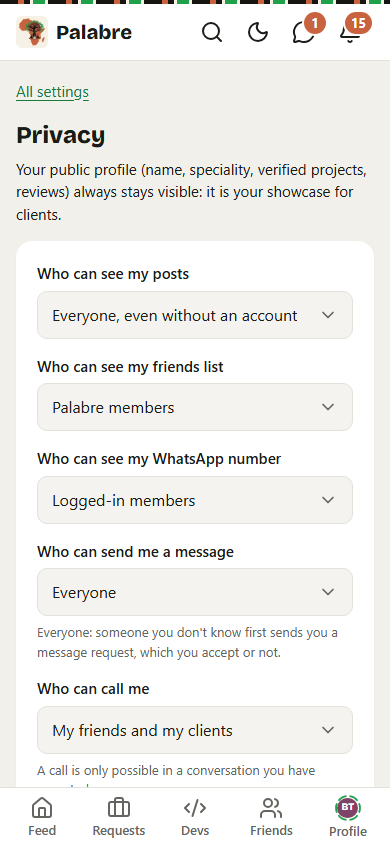 Palabre
1
15
All settings
Privacy
Your public profile (name, speciality, verified projects,
reviews) always stays visible: it is your showcase for
clients.
Who can see my posts
Everyone, even without an account
Who can see my friends list
Palabre members
Who can see my WhatsApp number
Logged-in members
Who can send me a message
Everyone
Everyone: someone you don't know first sends you a
message request, which you accept or not.
Who can call me
My friends and my clients
A call is only possible in a conversation you have
BT
Feed
Requests
Devs
Friends
Profile